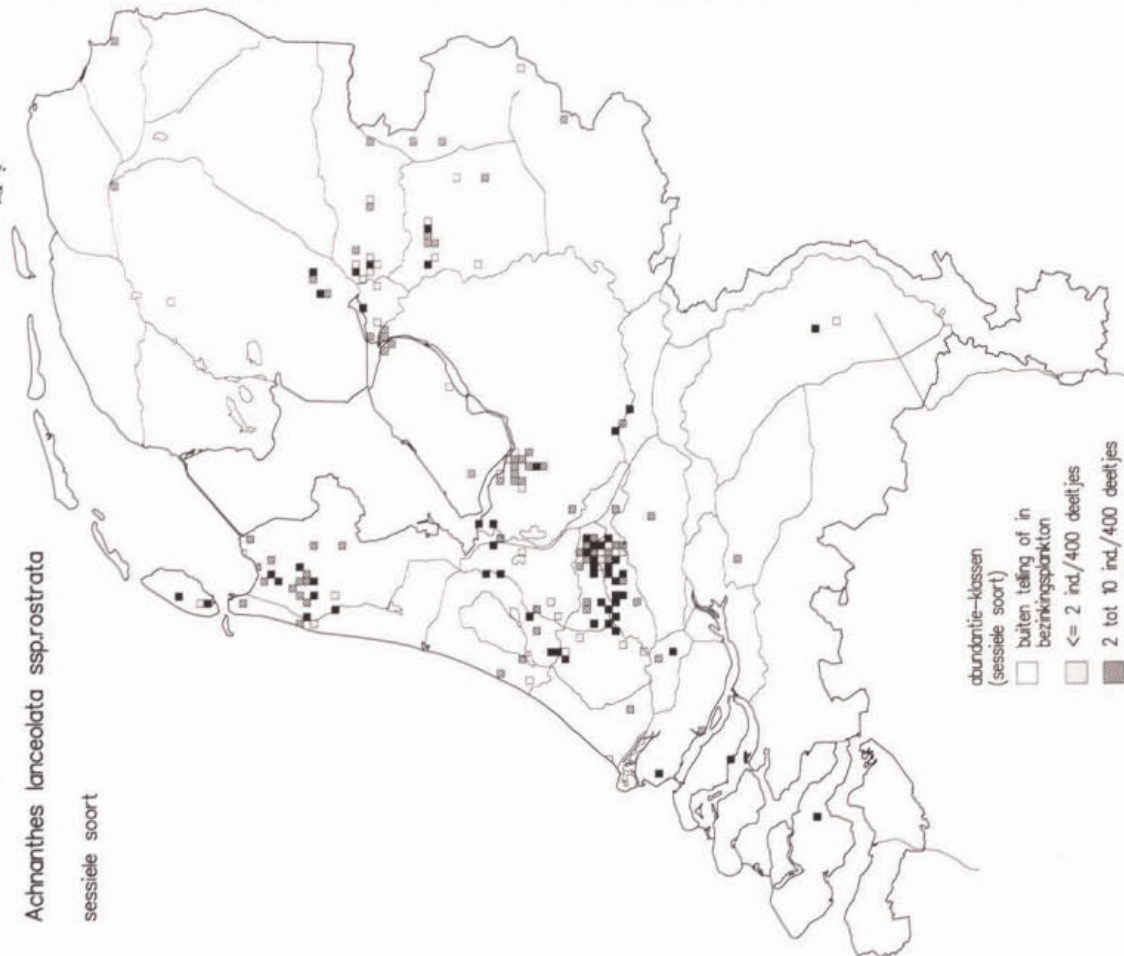 Achnanthes lanceolata ssp.rostrata
sessiele soort
abundantie-klassen
(sessiele soort)
buiten telling of in
bezinkingsplankton
<= 2 ind./400 deeltjes
2 tot 10 ind./400 deeltjes